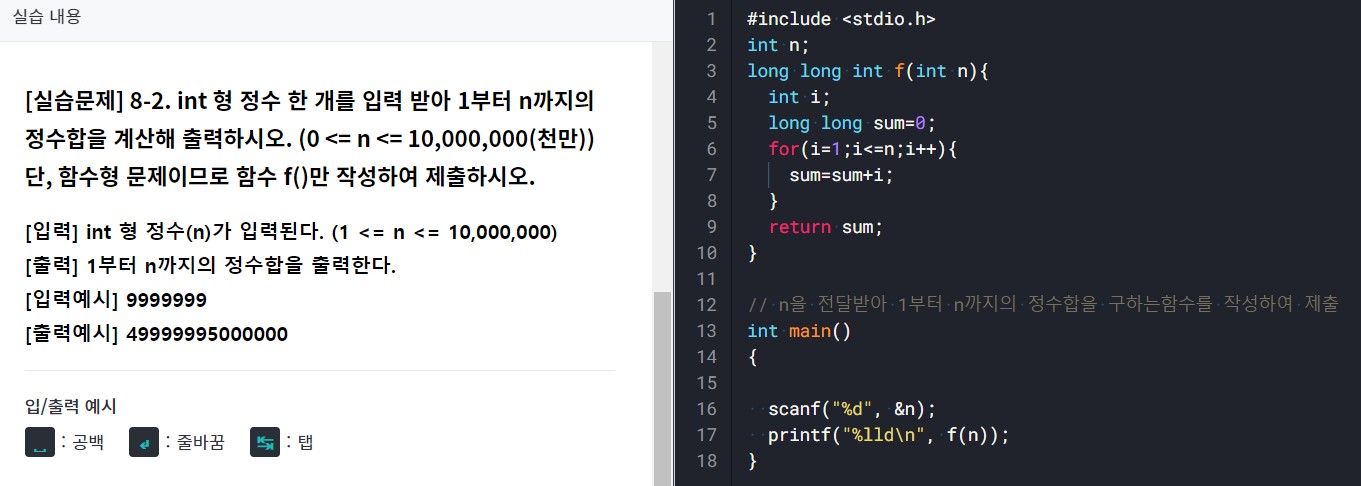 실습 내용
[실습문제] 8-2. int 형 정수 한 개를 입력 받아 1부터 n까지의
정수합을 계산해 출력하시오. (0 <= n <= 10,000,000(천만))
단, 함수형 문제이므로 함수 f()만 작성하여 제출하시오.
[입력] int 형 정수(n)가 입력된다. (1 <= n <= 10,000,000)
[출력] 1부터 n까지의 정수합을 출력한다.
[입력예시] 9999999
[출력예시] 49999995000000
입/출력 예시
: 공백 : 줄바꿈 : 탭
1 #include <stdio.h>
2 int n;
3 long long int f(int n){
4   int i;
5   long long sum=0;
6   for(i=1;i<=n;i++){
7     sum=sum+i;
8   }
9   return sum;
10 }
11
12 // n을 전달받아 1부터 n까지의 정수합을 구하는함수를 작성하여 제출
13 int main()
14 {
15
16   scanf("%d", &n);
17   printf("%lld\n", f(n));
18 }